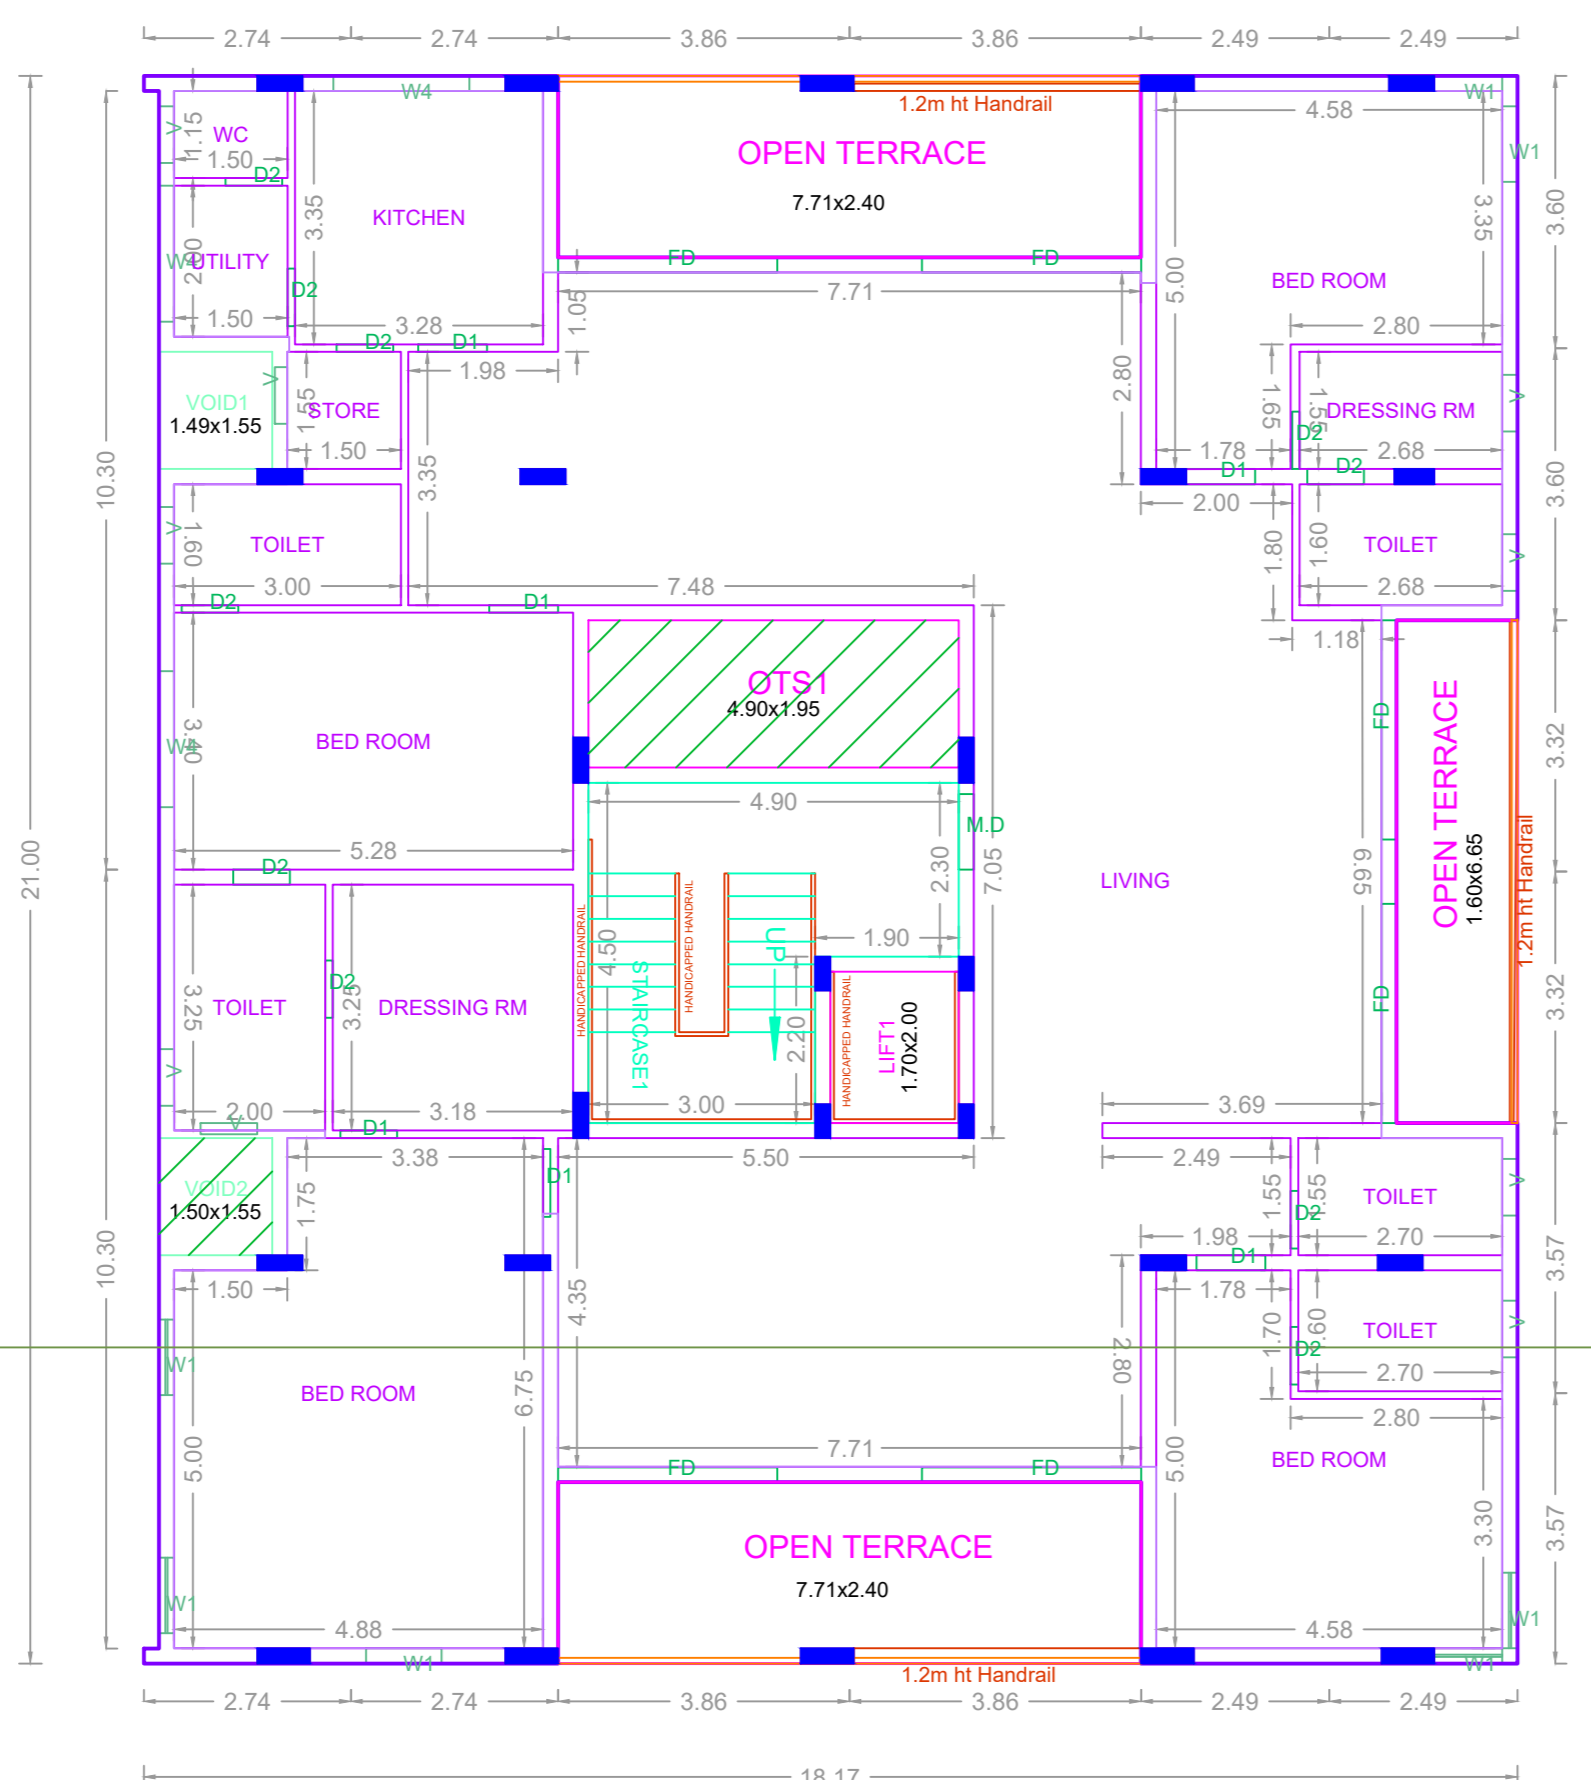 2.74 2.74 3.86 3.86 2.49 2.49
W4
1.2m ht Handrail
W1
4.58
V
1.15
WC
1.50
D2
OPEN TERRACE
7.71x2.40
W1
3.35
KITCHEN
3.35
3.60
2.00
W4
UTILITY
D2
FD
FD
5.00
BED ROOM
7.71
1.50
3.28
1.05
2.80
D2
D1
1.98
2.80
VOID1
1.49x1.55
V
1.55
STORE
1.50
1.65
1.55
DRESSING RM
V
D2
1.78
2.68
D1
D2
10.30
3.35
3.60
2.00
V
1.60
TOILET
3.00
1.80
1.60
TOILET
V
7.48
2.68
D2
D1
1.18
OTS1
4.90x1.95
FD
3.40
W4
BED ROOM
OPEN TERRACE
1.60x6.65
3.32
4.90
M.D
5.28
D2
21.00
2.30
7.05
LIVING
6.65
1.2m ht Handrail
HANDICAPPED HANDRAIL
HANDICAPPED HANDRAIL
4.50
UP
1.90
STAIRCASE1
D2
3.25
TOILET
3.25
DRESSING RM
2.20
HANDICAPPED HANDRAIL
LIFT1
1.70x2.00
FD
3.32
V
2.00
3.18
3.00
3.69
V
D1
3.38
5.50
2.49
D1
VOID2
1.50x1.55
1.75
1.55
1.55
TOILET
V
D2
1.98
2.70
D1
10.30
3.57
1.50
1.78
4.35
1.70
1.60
TOILET
V
D2
2.80
2.70
W1
BED ROOM
6.75
2.80
5.00
7.71
5.00
BED ROOM
FD
FD
3.30
3.57
OPEN TERRACE
7.71x2.40
W1
4.88
4.58
W1
W1
1.2m ht Handrail
W1
2.74 2.74 3.86 3.86 2.49 2.49
18.17